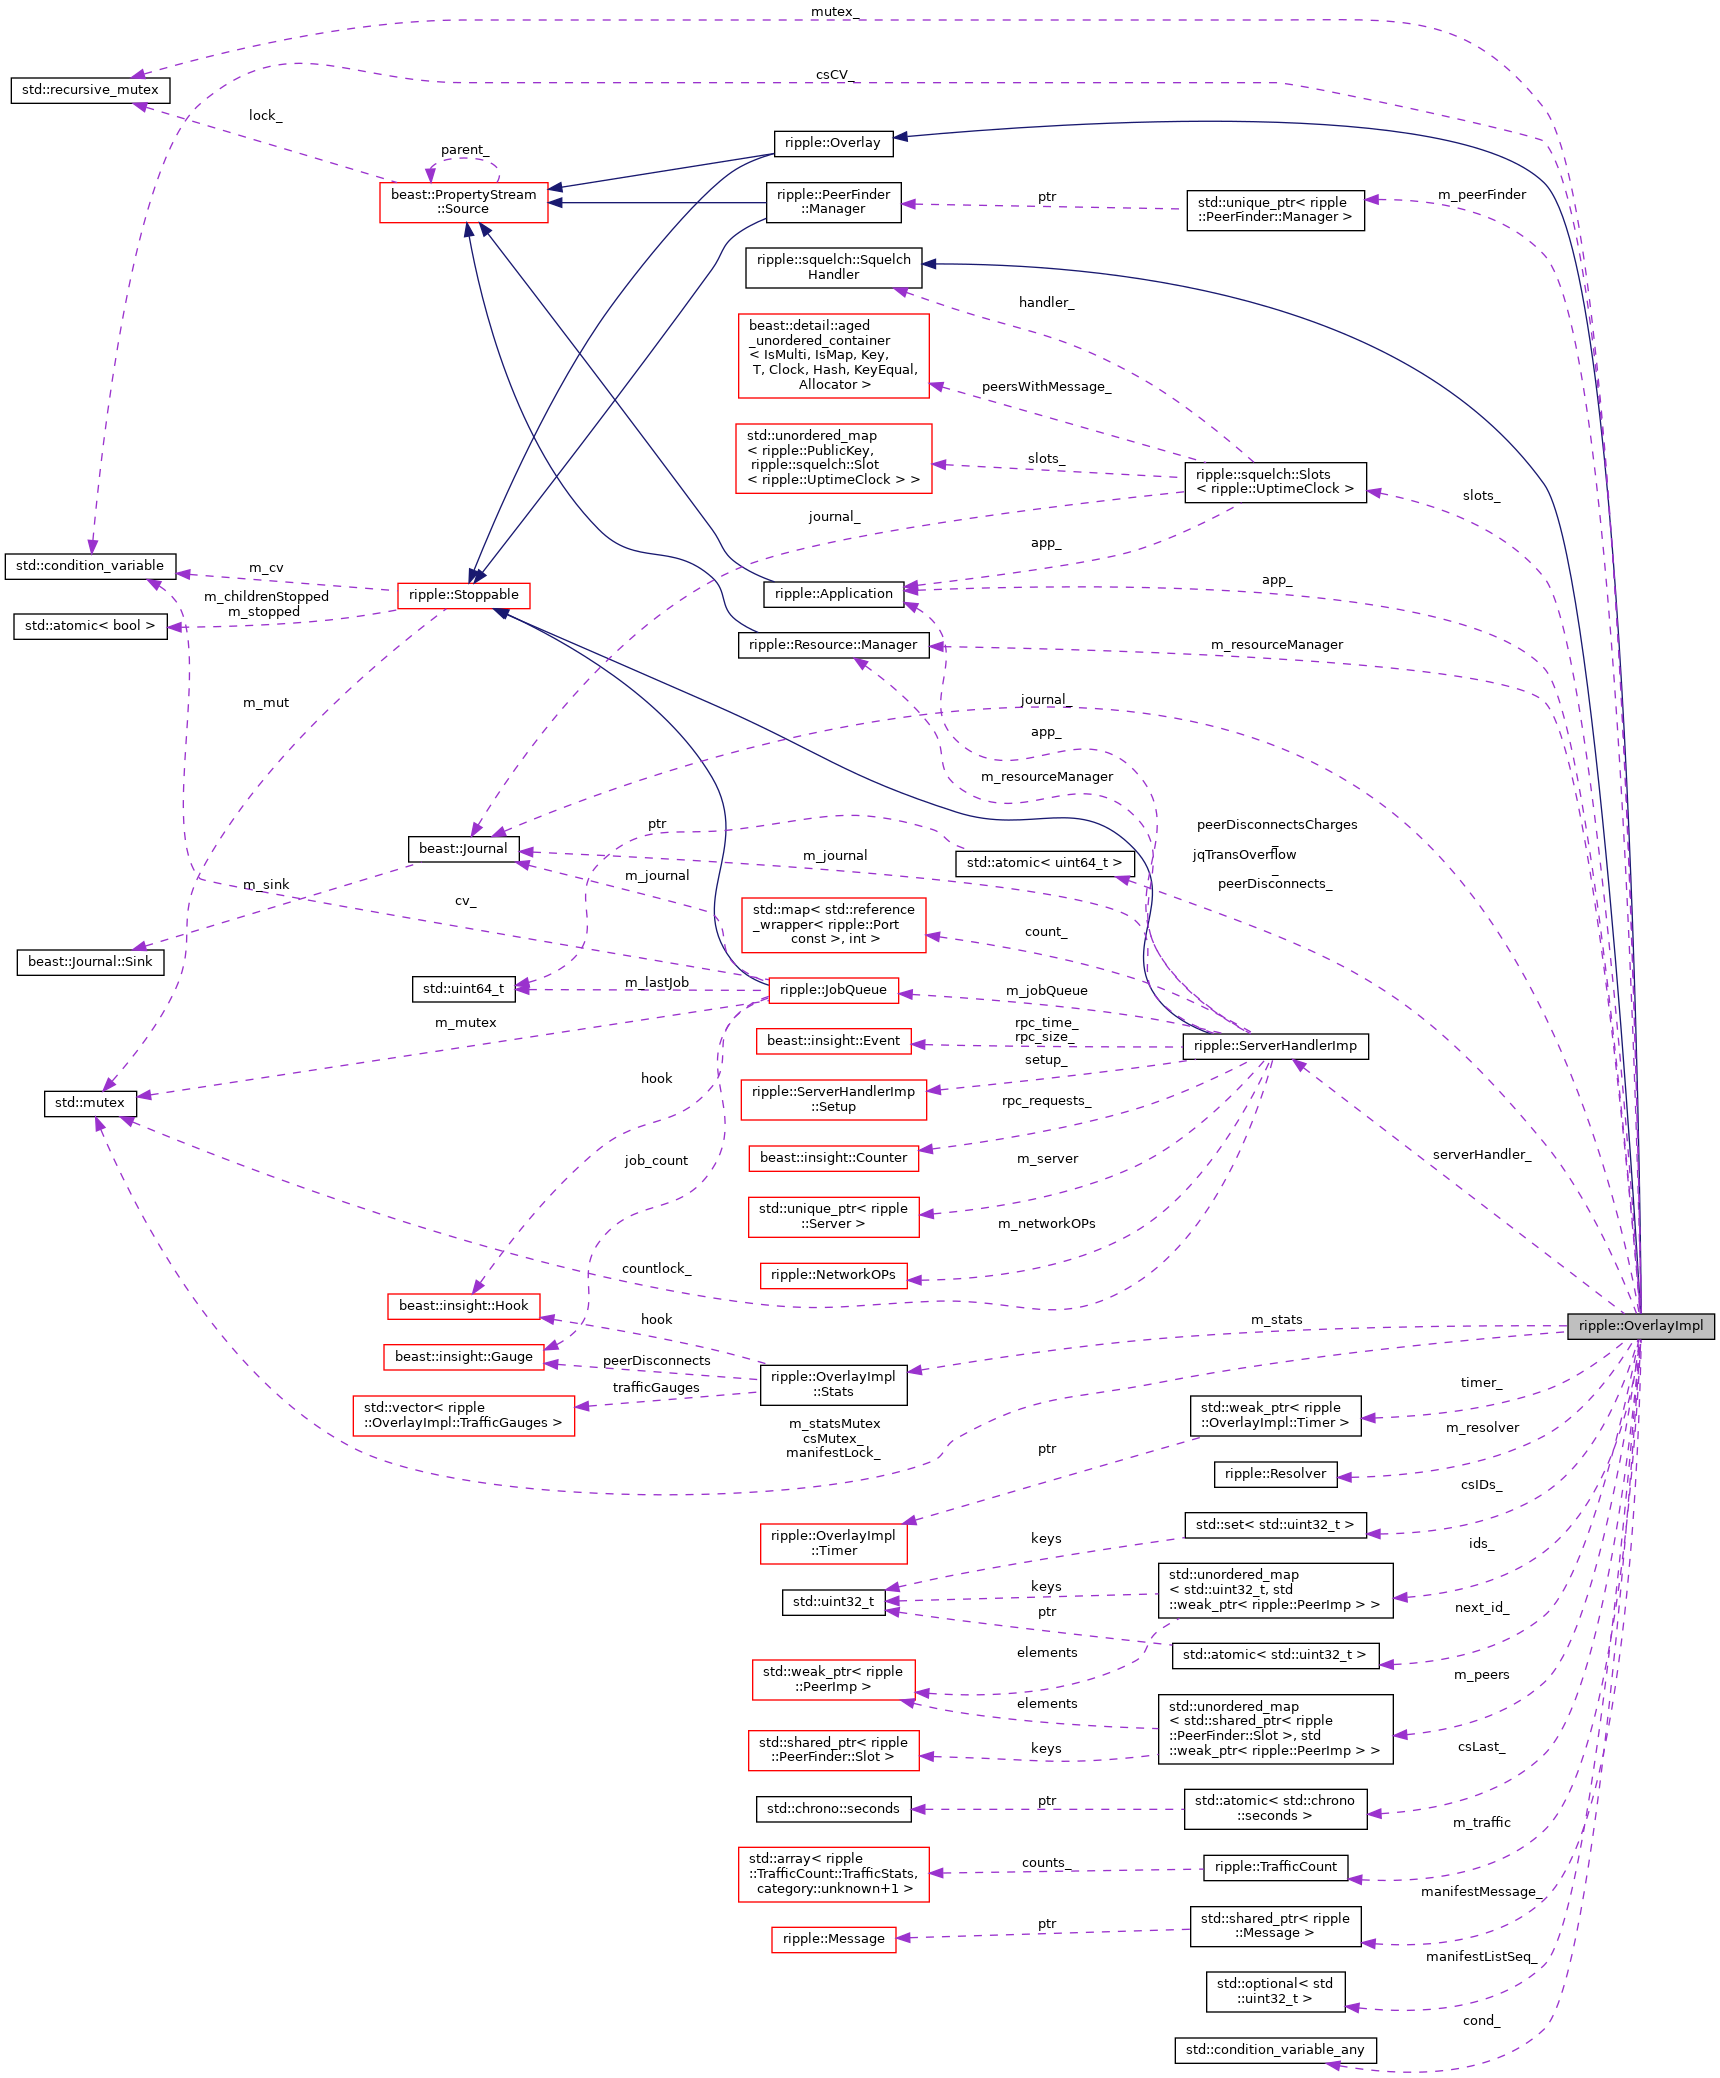 mutex_
std::recursive_mutex
csCV_
lock_
ripple::Overlay
parent_
beast::PropertyStream
::Source
ripple::PeerFinder
::Manager
ptr
std::unique_ptr< ripple
::PeerFinder::Manager >
m_peerFinder
ripple::squelch::Squelch
Handler
handler_
beast::detail::aged
_unordered_container
< IsMulti, IsMap, Key,
T, Clock, Hash, KeyEqual,
Allocator >
peersWithMessage_
std::unordered_map
< ripple::PublicKey,
ripple::squelch::Slot
< ripple::UptimeClock > >
slots_
ripple::squelch::Slots
< ripple::UptimeClock >
slots_
journal_
app_
std::condition_variable
m_cv
m_childrenStopped
m_stopped
ripple::Stoppable
ripple::Application
app_
std::atomic< bool >
ripple::Resource::Manager
m_resourceManager
m_mut
journal_
app_
m_resourceManager
ptr
peerDisconnectsCharges
_
jqTransOverflow
_
peerDisconnects_
beast::Journal
m_journal
std::atomic< uint64_t >
m_journal
m_sink
cv_
std::map< std::reference
_wrapper< ripple::Port
const >, int >
count_
beast::Journal::Sink
std::uint64_t
m_lastJob
ripple::JobQueue
m_jobQueue
m_mutex
beast::insight::Event
rpc_time_
rpc_size_
ripple::ServerHandlerImp
setup_
hook
ripple::ServerHandlerImp
::Setup
rpc_requests_
std::mutex
job_count
beast::insight::Counter
m_server
serverHandler_
std::unique_ptr< ripple
::Server >
m_networkOPs
countlock_
ripple::NetworkOPs
beast::insight::Hook
hook
m_stats
ripple::OverlayImpl
beast::insight::Gauge
peerDisconnects
ripple::OverlayImpl
::Stats
trafficGauges
timer_
std::vector< ripple
::OverlayImpl::TrafficGauges >
std::weak_ptr< ripple
::OverlayImpl::Timer >
m_statsMutex
csMutex_
manifestLock_
m_resolver
ptr
ripple::Resolver
csIDs_
ripple::OverlayImpl
::Timer
std::set< std::uint32_t >
keys
ids_
std::unordered_map
< std::uint32_t, std
::weak_ptr< ripple::PeerImp > >
keys
std::uint32_t
ptr
next_id_
elements
std::atomic< std::uint32_t >
std::weak_ptr< ripple
::PeerImp >
m_peers
elements
std::unordered_map
< std::shared_ptr< ripple
::PeerFinder::Slot >, std
::weak_ptr< ripple::PeerImp > >
std::shared_ptr< ripple
::PeerFinder::Slot >
keys
csLast_
std::chrono::seconds
ptr
std::atomic< std::chrono
::seconds >
m_traffic
std::array< ripple
::TrafficCount::TrafficStats,
category::unknown+1 >
counts_
ripple::TrafficCount
manifestMessage_
ripple::Message
ptr
std::shared_ptr< ripple
::Message >
manifestListSeq_
std::optional< std
::uint32_t >
cond_
std::condition_variable_any